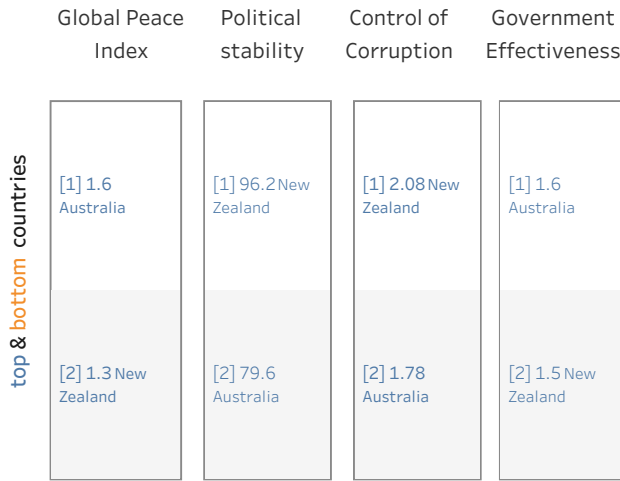 Global Peace Index
Political stability
Control of Corruption
Government Effectiveness
top & bottom countries
[1] 1.6
Australia
[1] 96.2 New
Zealand
[1] 2.08 New
Zealand
[1] 1.6
Australia
[2] 1.3 New
Zealand
[2] 79.6
Australia
[2] 1.78
Australia
[2] 1.5 New
Zealand